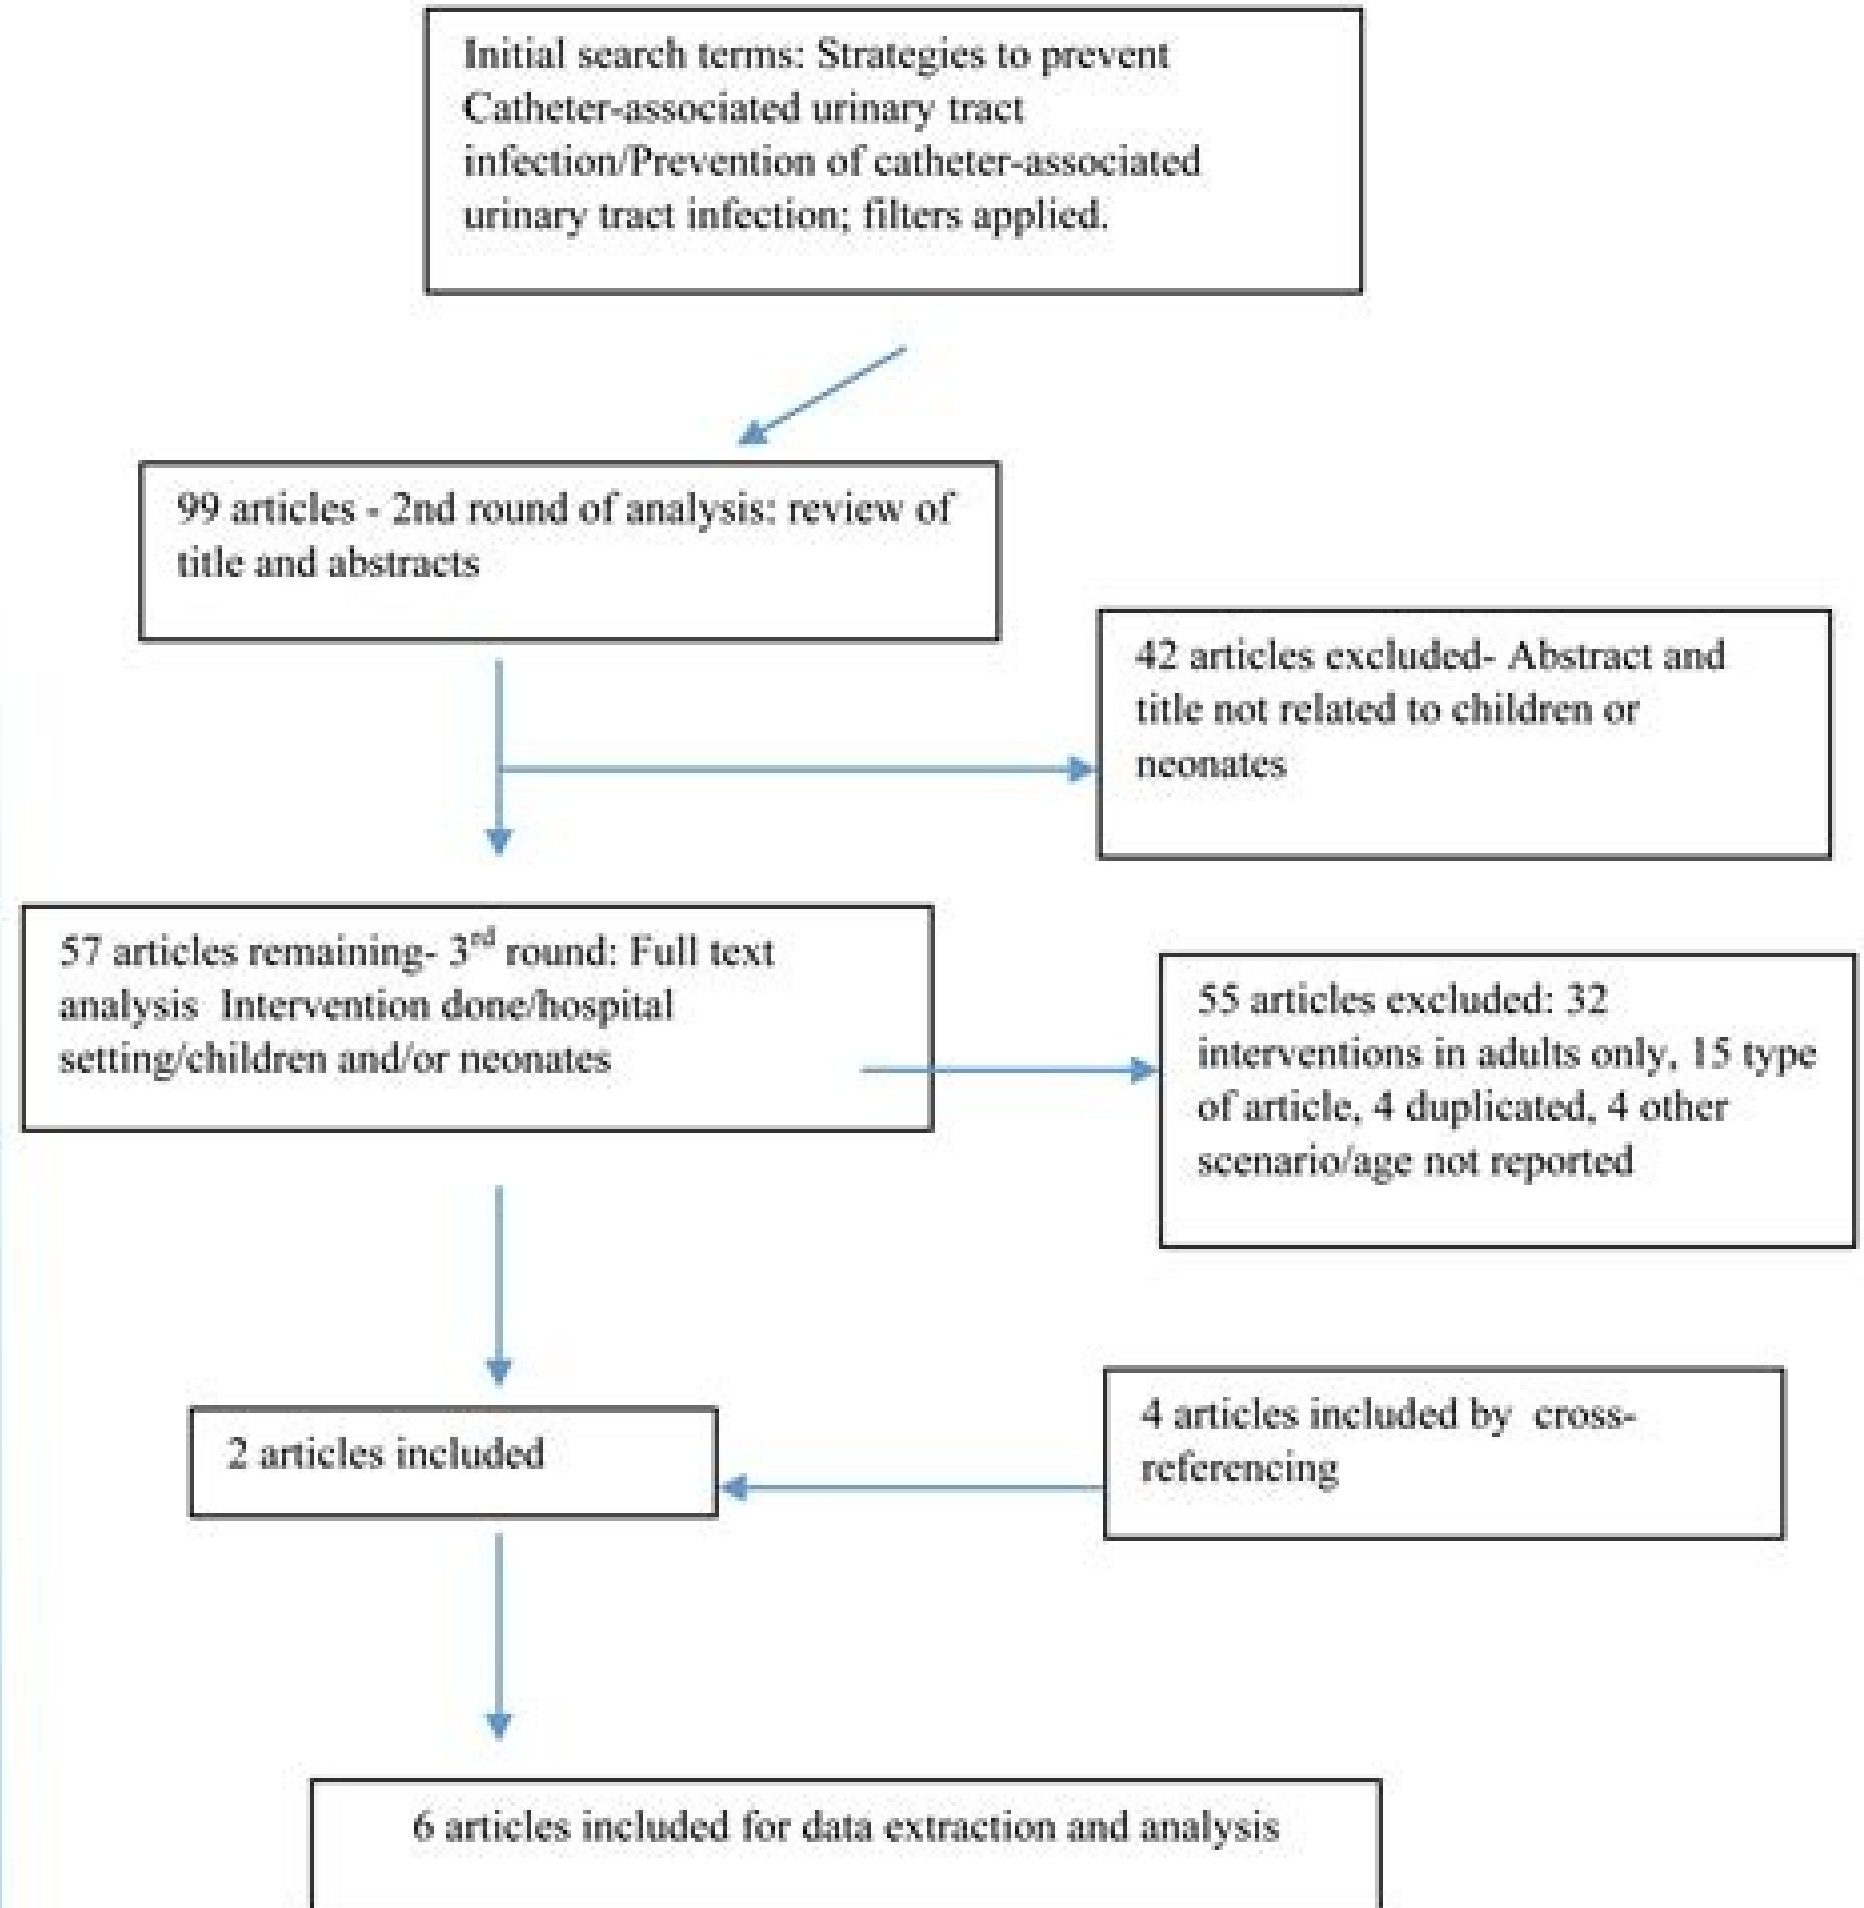 Initial search terms: Strategies to prevent
Catheter-associated urinary tract
infection/Prevention of catheter-associated
urinary tract infection; filters applied.
99 articles - 2nd round of analysis: review of
title and abstracts
42 articles excluded- Abstract and
title not related to children or
neonates
57 articles remaining- 3rd round: Full text
analysis  Intervention done/hospital
setting/children and/or neonates
55 articles excluded: 32
interventions in adults only, 15 type
of article, 4 duplicated, 4 other
scenario/age not reported
2 articles included
4 articles included by  cross-
referencing
6 articles included for data extraction and analysis